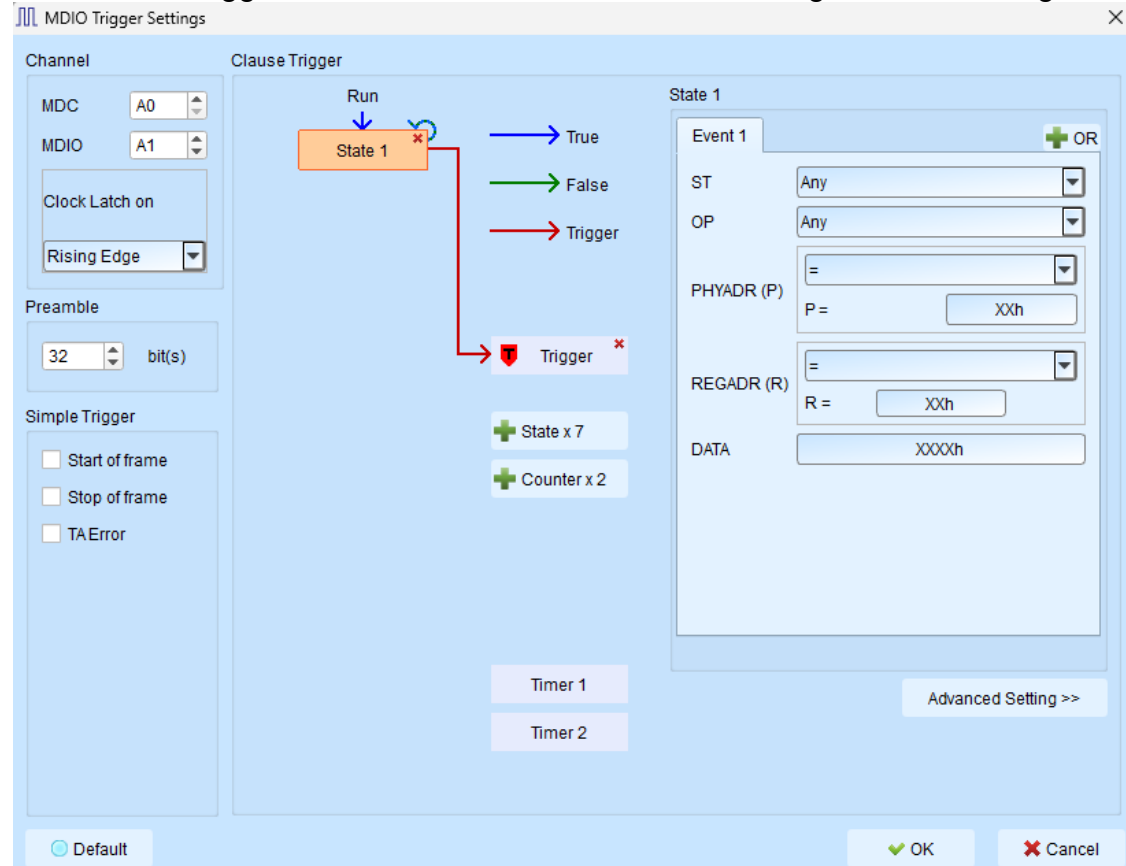 MDIO Trigger Settings
Channel
MDC A0
MDIO A1
Clock Latch on
Rising Edge
Preamble
32 bit(s)
Simple Trigger
Start of frame
Stop of frame
TA Error
Clause Trigger
Run
State 1
True
False
Trigger
Trigger
State x 7
Counter x 2
Timer 1
Timer 2
State 1
Event 1
OR
ST Any
OP Any
PHYADR (P) =
P = XXh
REGADR (R) =
R = XXh
DATA XXXXh
Advanced Setting >>
Default
OK
Cancel